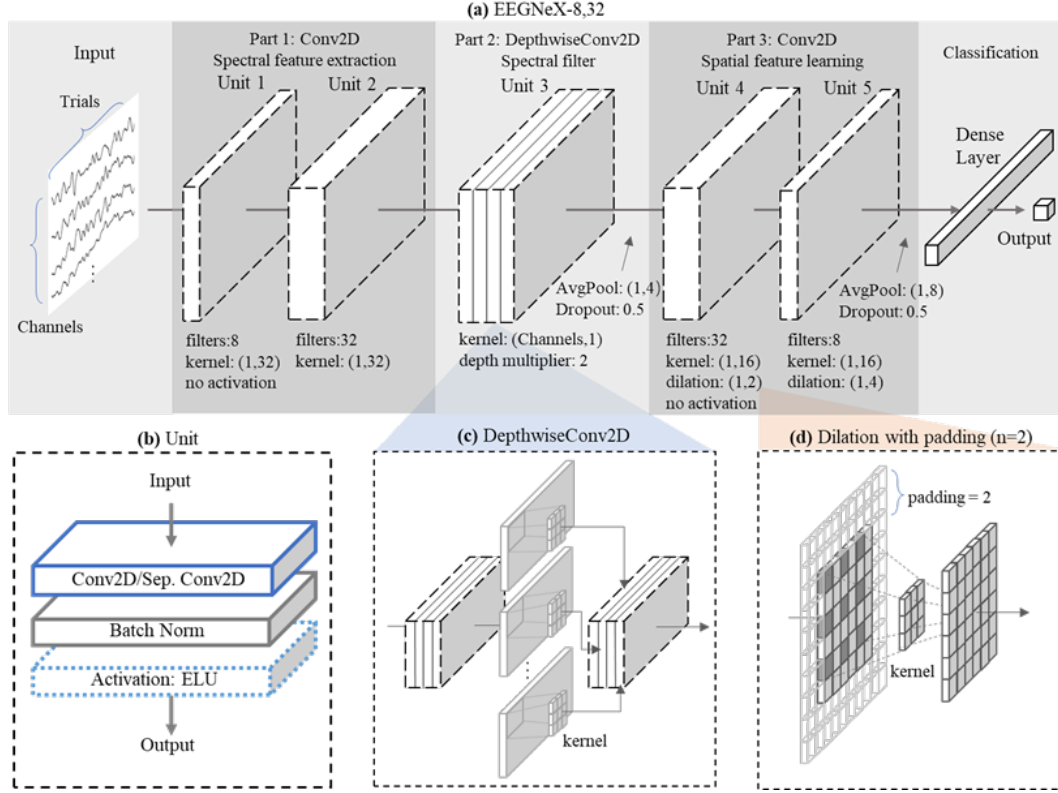 (a) EEGNeX-8,32
Input
Part 1: Conv2D
Spectral feature extraction
Part 2: DepthwiseConv2D
Spectral filter
Part 3: Conv2D
Spatial feature learning
Classification
Unit 1
Unit 2
Unit 3
Unit 4
Unit 5
Trials
Channels
Dense
Layer
Output
AvgPool: (1,4)
Dropout: 0.5
AvgPool: (1,8)
Dropout: 0.5
filters:8
kernel: (1,32)
no activation
filters:32
kernel: (1,32)
kernel: (Channels,1)
depth multiplier: 2
filters:32
kernel: (1,16)
dilation: (1,2)
no activation
filters:8
kernel: (1,16)
dilation: (1,4)
(b) Unit
Input
Conv2D/Sep. Conv2D
Batch Norm
Activation: ELU
Output
(c) DepthwiseConv2D
kernel
(d) Dilation with padding (n=2)
padding = 2
kernel